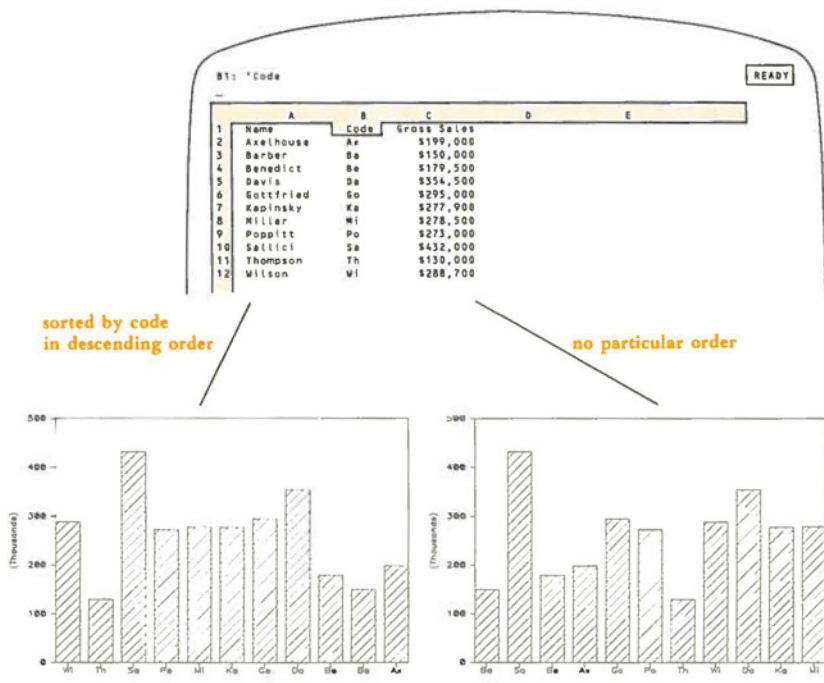 B1: 'Code
READY
A B C D E
1 Name Code Gross Sales
2 Axelhouse Ax $199,000
3 Barber Ba $150,000
4 Benedict Be $179,500
5 Davis Da $354,500
6 Gottfried Go $295,000
7 Kapinsky Ka $277,900
8 Miller Mi $278,500
9 Poppitt Po $273,000
10 Sallici Sa $432,000
11 Thompson Th $130,000
12 Wilson Wi $288,700
sorted by code
in descending order
no particular order
500
400
300
200
100
0
(Thousands)
Wi Th Sa Po Mi Ka Go Da Be Ba Ax
500
400
300
200
100
0
(Thousands)
Ba Sa Be Ax Go Po Th Wi Da Ka Mi